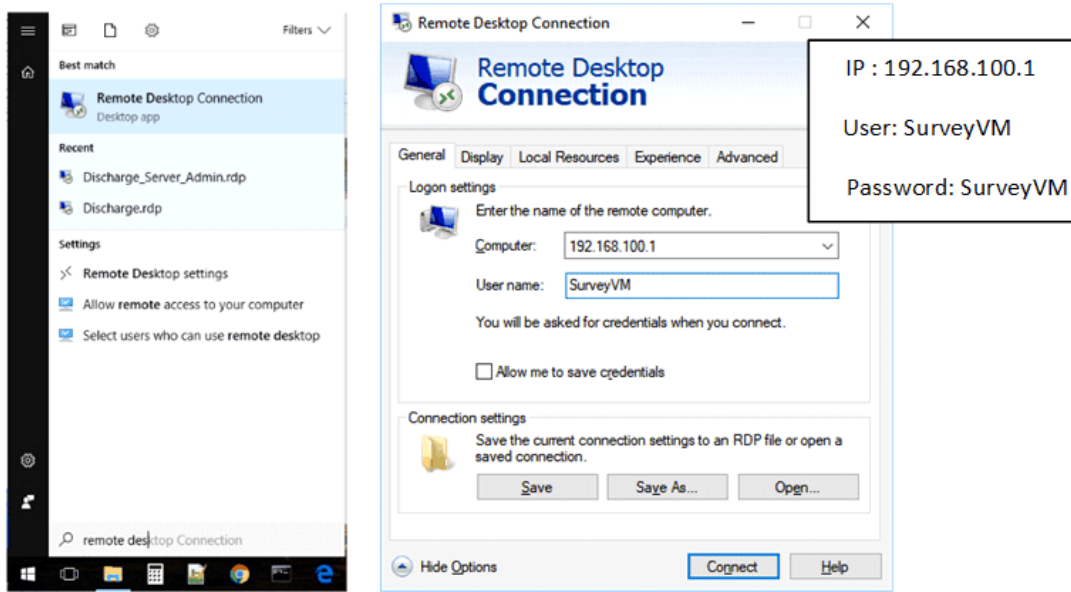 Filters
Best match
Remote Desktop Connection
Desktop app
Recent
Discharge_Server_Admin.rdp
Discharge.rdp
Settings
Remote Desktop settings
Allow remote access to your computer
Select users who can use remote desktop
remote desktop Connection
Remote Desktop Connection
Remote Desktop
Connection
General Display Local Resources Experience Advanced
Logon settings
Enter the name of the remote computer.
Computer: 192.168.100.1
User name: SurveyVM
You will be asked for credentials when you connect.
Allow me to save credentials
Connection settings
Save the current connection settings to an RDP file or open a
saved connection.
Save Save As... Open...
Hide Options Connect Help
IP : 192.168.100.1
User: SurveyVM
Password: SurveyVM